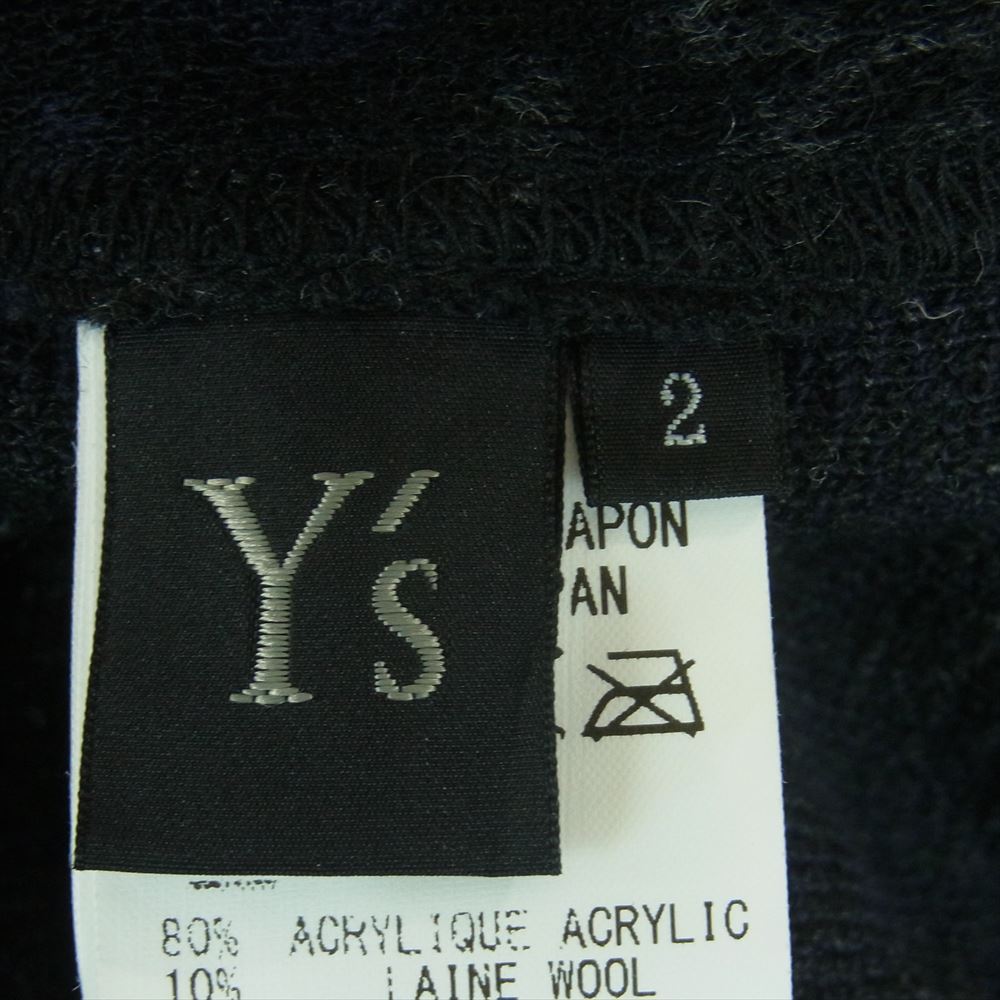 Y's
2
APON
PAN
80% ACRYLIQUE ACRYLIC
10% LAINE WOOL